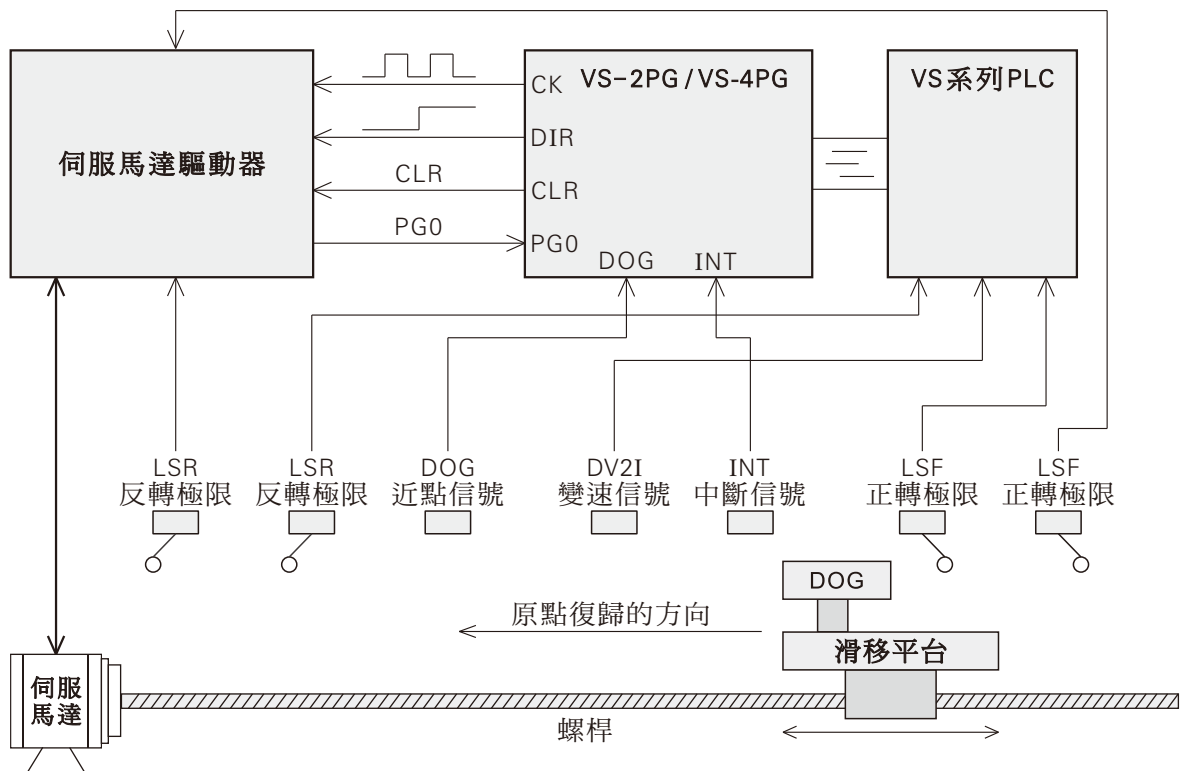 VS-2PG / VS-4PG
VS系列PLC
伺服馬達驅動器
CK
DIR
CLR
CLR
PG0
PG0
DOG
INT
LSR
反轉極限
LSR
反轉極限
DOG
近點信號
DV2I
變速信號
INT
中斷信號
LSF
正轉極限
LSF
正轉極限
DOG
原點復歸的方向
滑移平台
伺服
馬達
螺桿